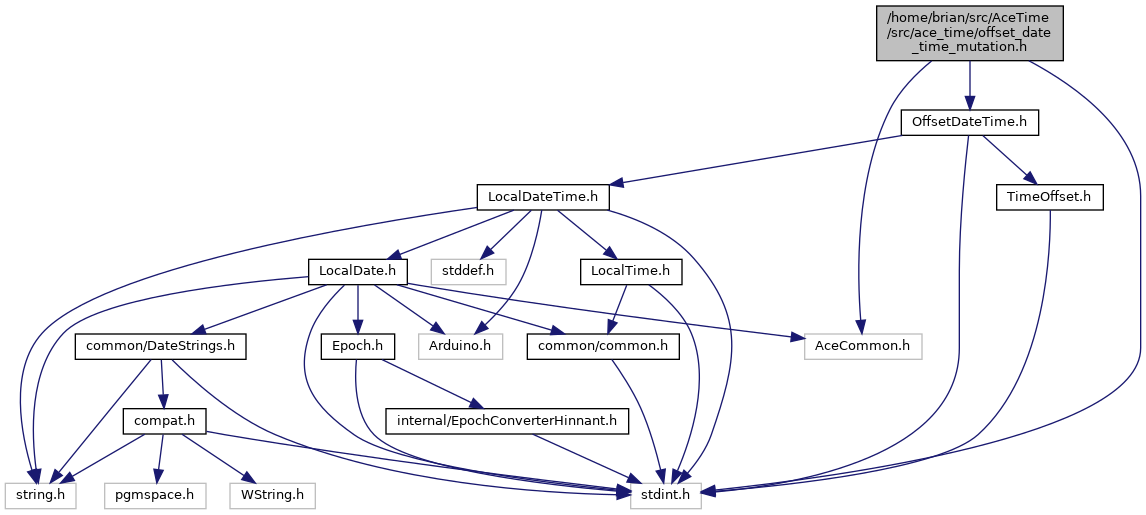 /home/brian/src/AceTime
/src/ace_time/offset_date
_time_mutation.h
OffsetDateTime.h
LocalDateTime.h
TimeOffset.h
LocalDate.h
stddef.h
LocalTime.h
common/DateStrings.h
Epoch.h
Arduino.h
common/common.h
AceCommon.h
compat.h
internal/EpochConverterHinnant.h
string.h
pgmspace.h
WString.h
stdint.h